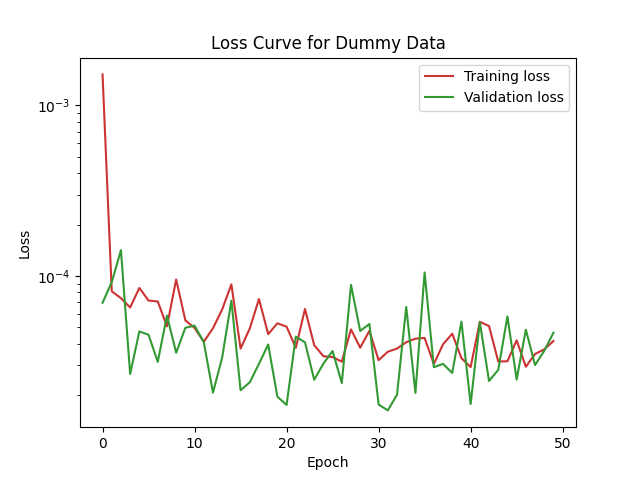 Loss Curve for Dummy Data
Training loss
Validation loss
10⁻³
10⁻⁴
Loss
0 10 20 30 40 50
Epoch